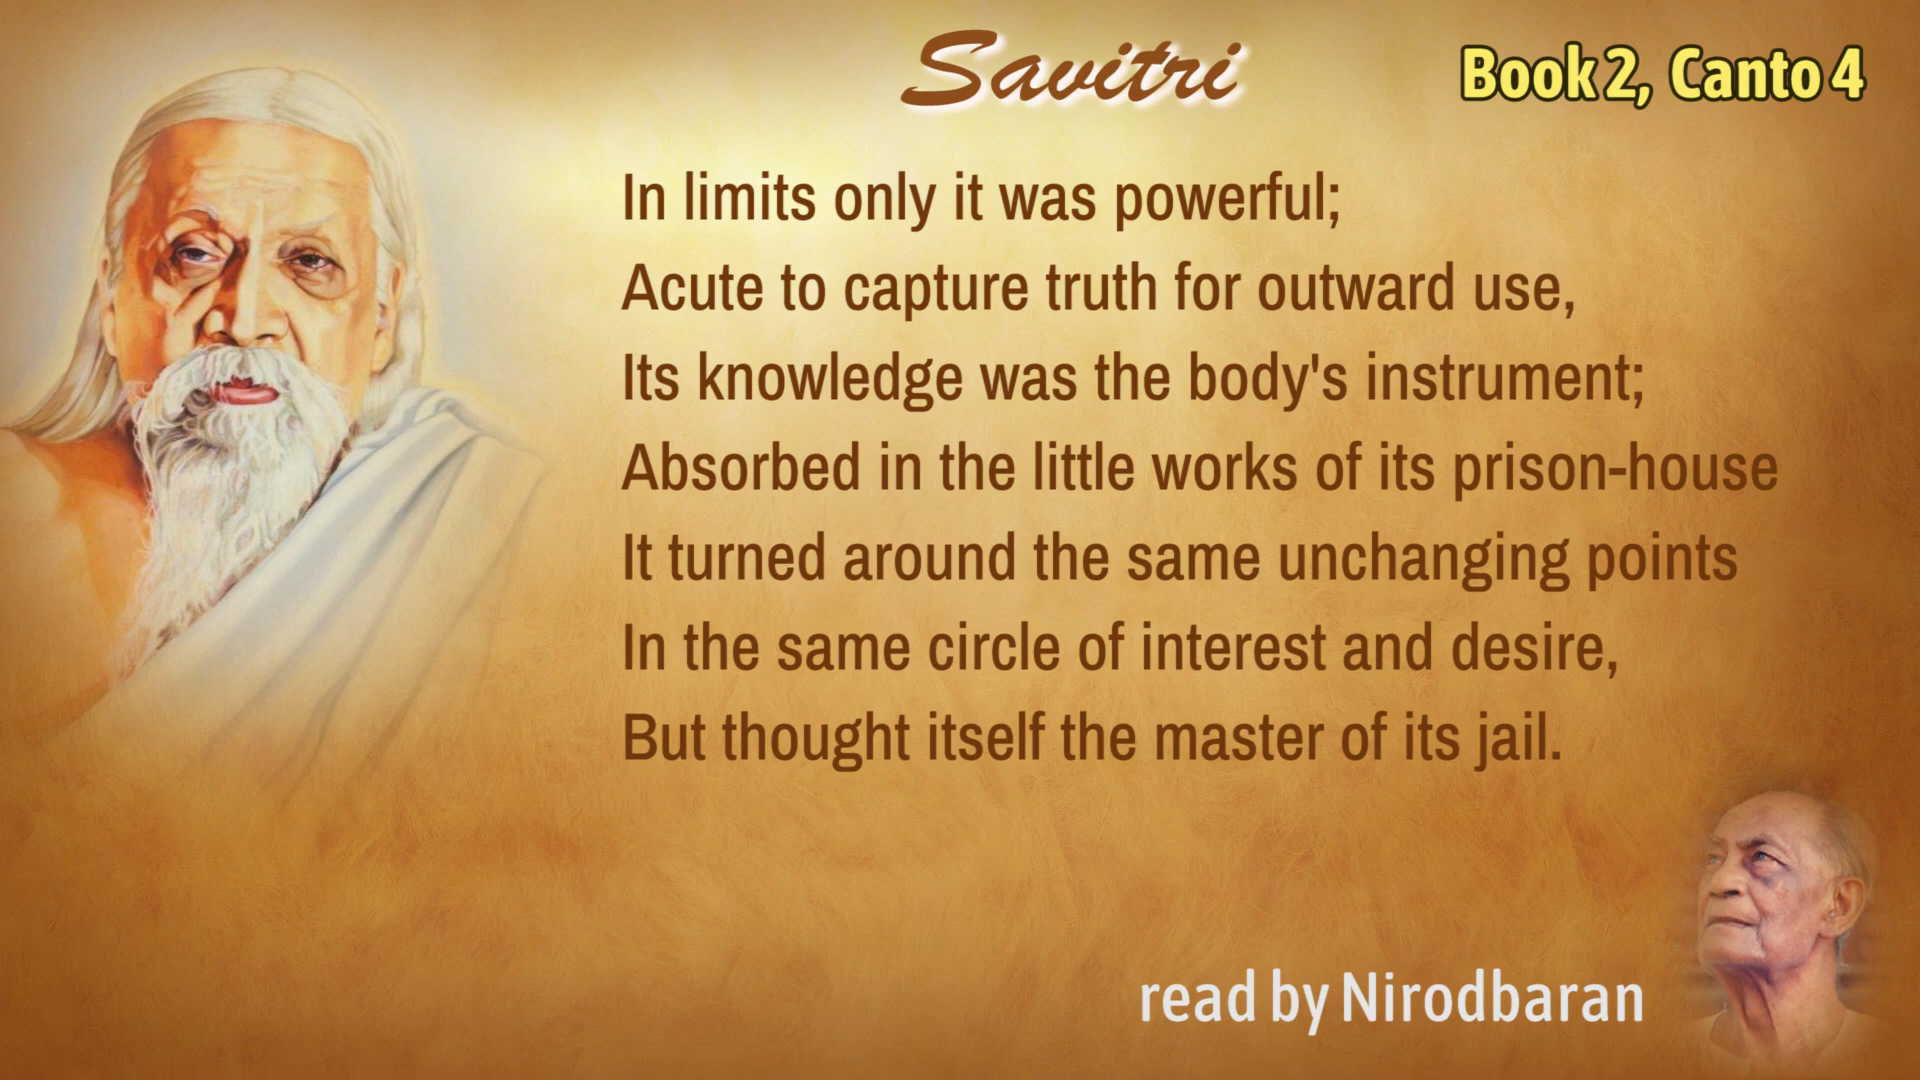 Savitri
Book 2, Canto 4
In limits only it was powerful;
Acute to capture truth for outward use,
Its knowledge was the body's instrument;
Absorbed in the little works of its prison-house
It turned around the same unchanging points
In the same circle of interest and desire,
But thought itself the master of its jail.
read by Nirodbaran